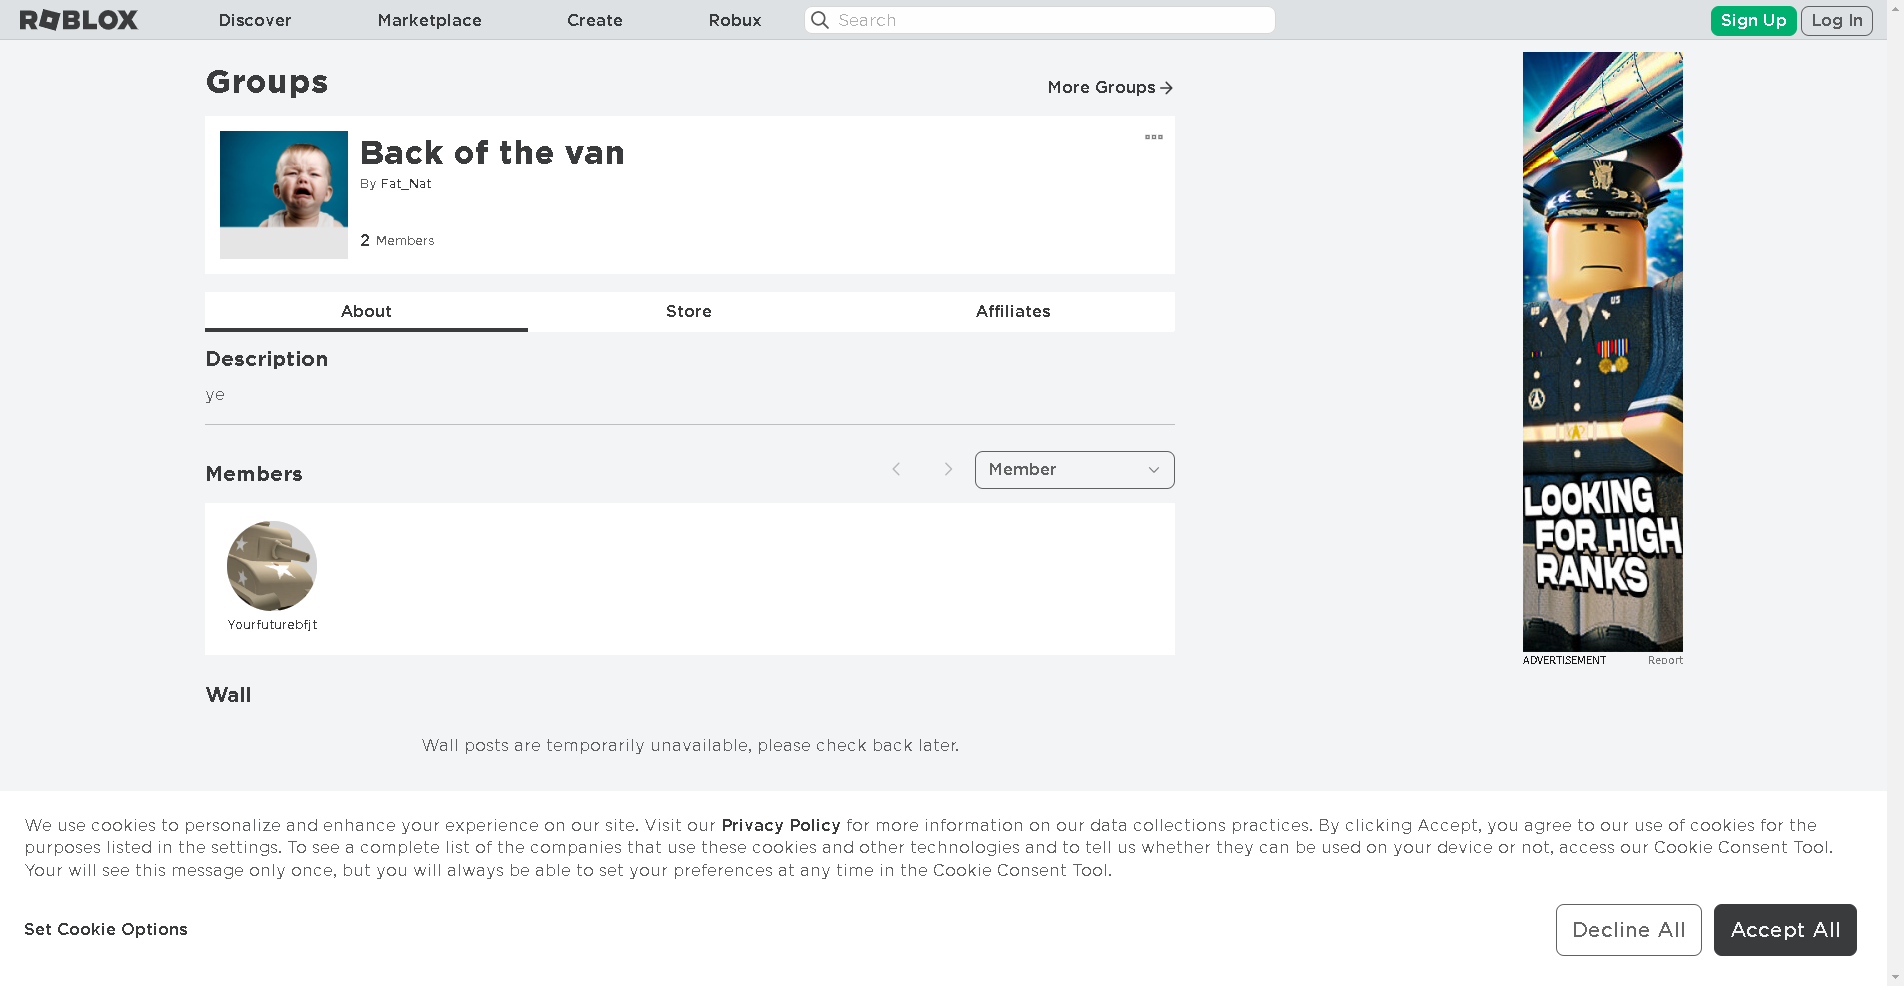 ROBLOX
Discover
Marketplace
Create
Robux
Search
Sign Up
Log In
Groups
More Groups
Back of the van
By Fat_Nat
2 Members
About
Store
Affiliates
Description
ye
Members
Member
Yourfuturebfjt
Wall
Wall posts are temporarily unavailable, please check back later.
US
US
LOOKING
FOR HIGH
RANKS
ADVERTISEMENT
Report
We use cookies to personalize and enhance your experience on our site. Visit our Privacy Policy for more information on our data collections practices. By clicking Accept, you agree to our use of cookies for the
purposes listed in the settings. To see a complete list of the companies that use these cookies and other technologies and to tell us whether they can be used on your device or not, access our Cookie Consent Tool.
Your will see this message only once, but you will always be able to set your preferences at any time in the Cookie Consent Tool.
Set Cookie Options
Decline All
Accept All